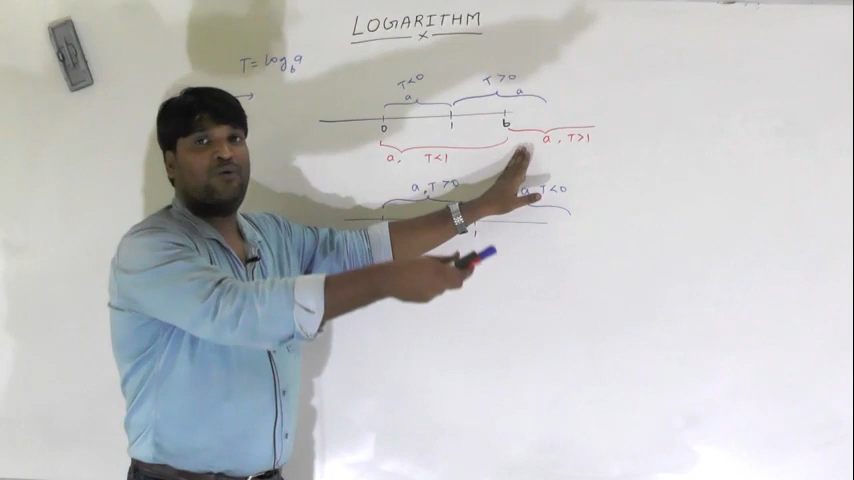 LOGARITHM
x
T = log_b a
T<0 T>0
a a
0 1 b
a, T<1 a, T>1
a, T>0 a, T<0
1